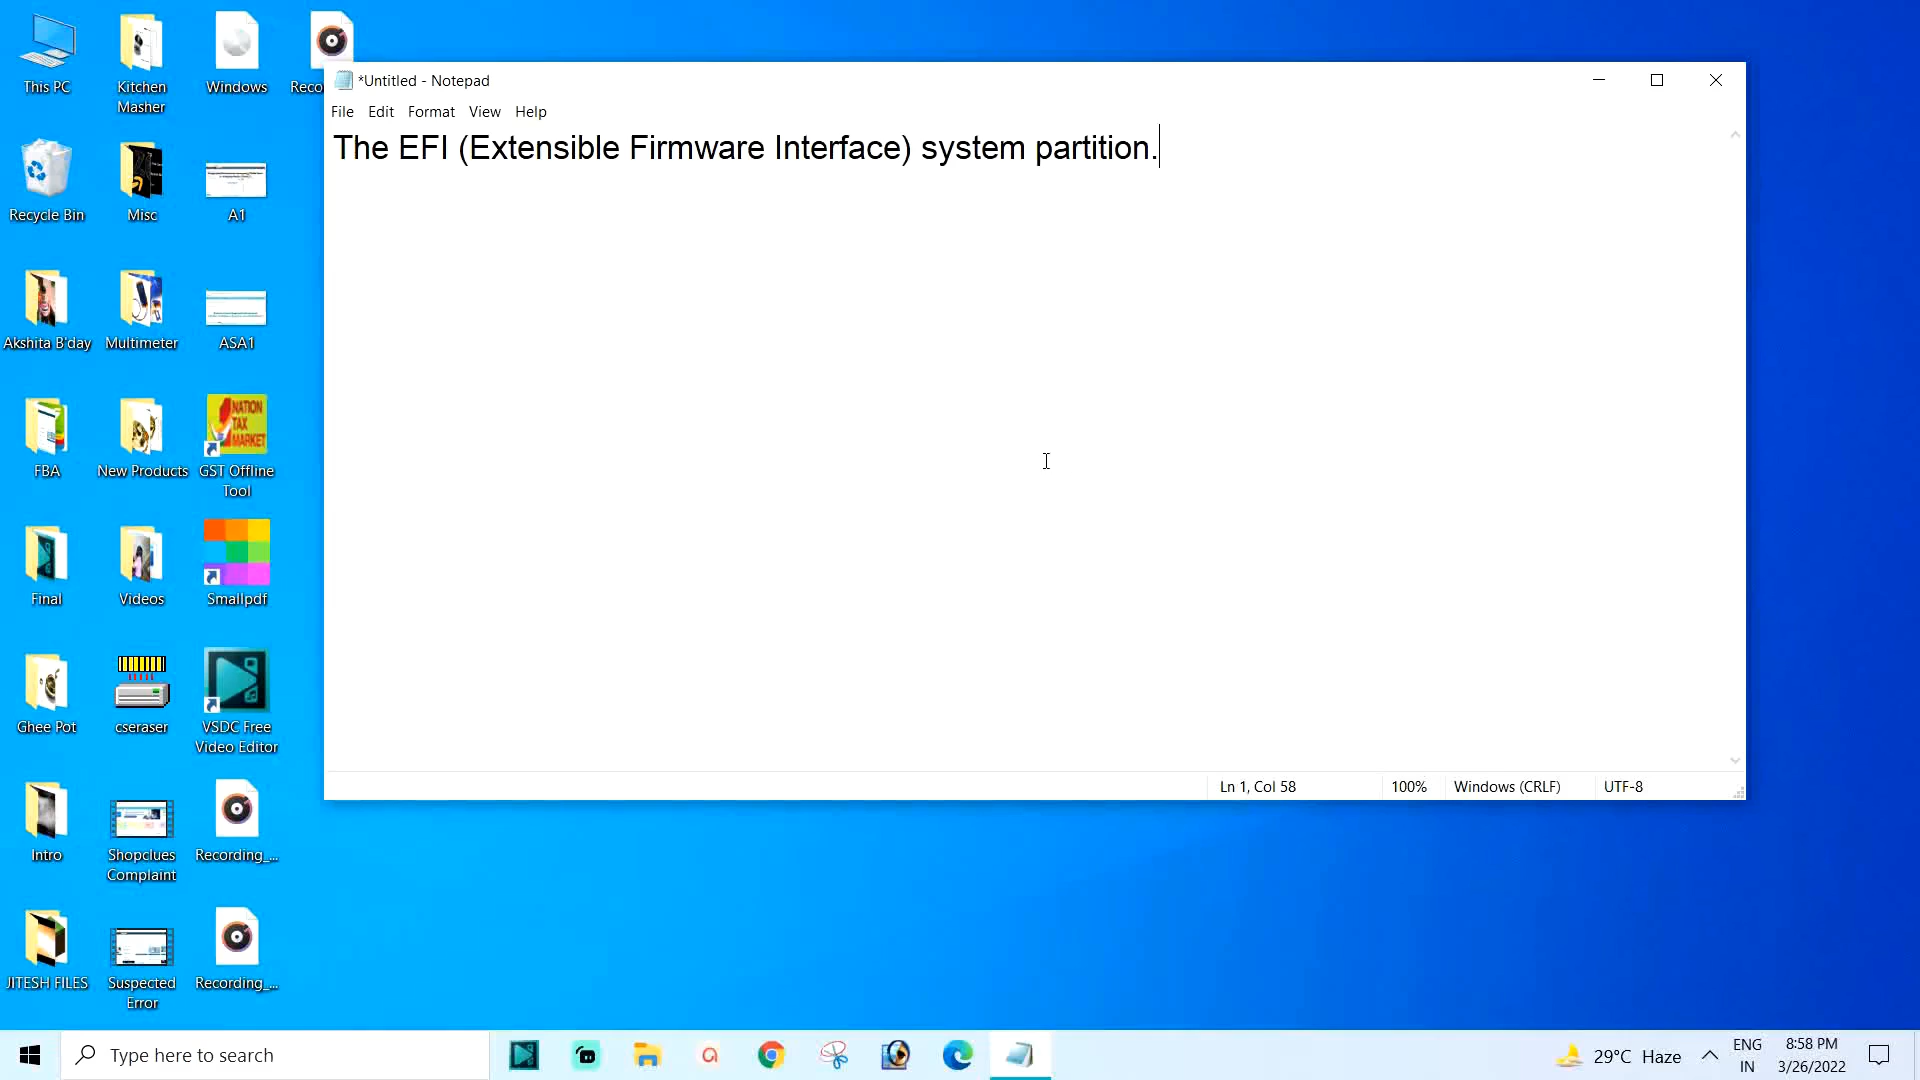 This PC
Kitchen
Masher
Windows
Reco
Recycle Bin
Misc
A1
Akshita B'day
Multimeter
ASA1
FBA
New Products
NATION
TAX
MARKET
GST Offline
Tool
Final
Videos
Smallpdf
Ghee Pot
cseraser
VSDC Free
Video Editor
Intro
Shopclues
Complaint
Recording_...
JITESH FILES
Suspected
Error
Recording_...
*Untitled - Notepad
File Edit Format View Help
The EFI (Extensible Firmware Interface) system partition.
Ln 1, Col 58 100% Windows (CRLF) UTF-8
Type here to search
29°C Haze
ENG
IN
8:58 PM
3/26/2022